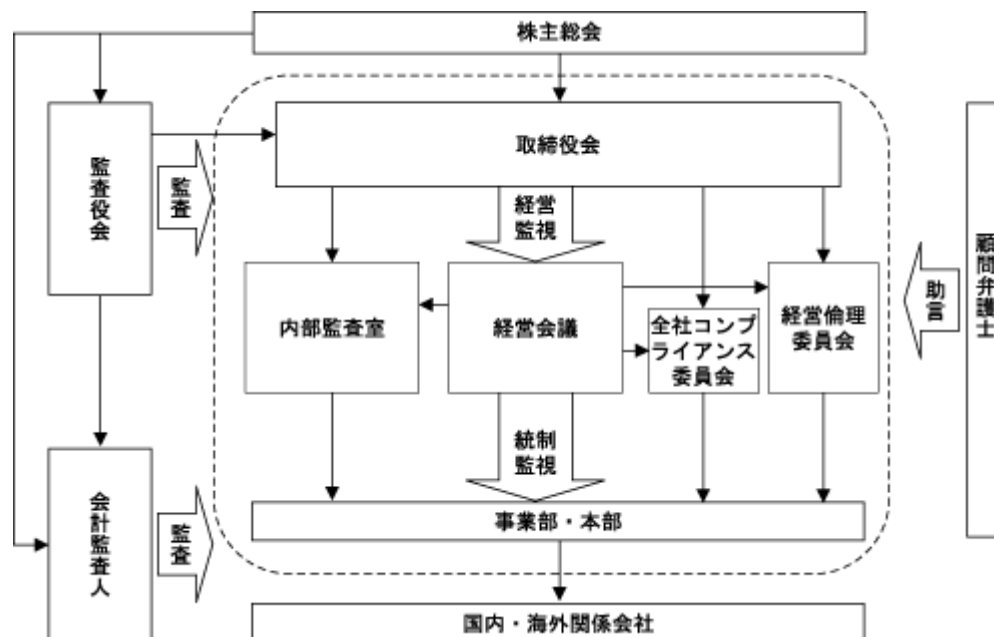 株主総会
取締役会
監査役会
監査
経営
監視
顧問弁護士
助言
内部監査室
経営会議
全社コンプ
ライアンス
委員会
経営倫理
委員会
統制
監視
会計監査人
監査
事業部・本部
国内・海外関係会社